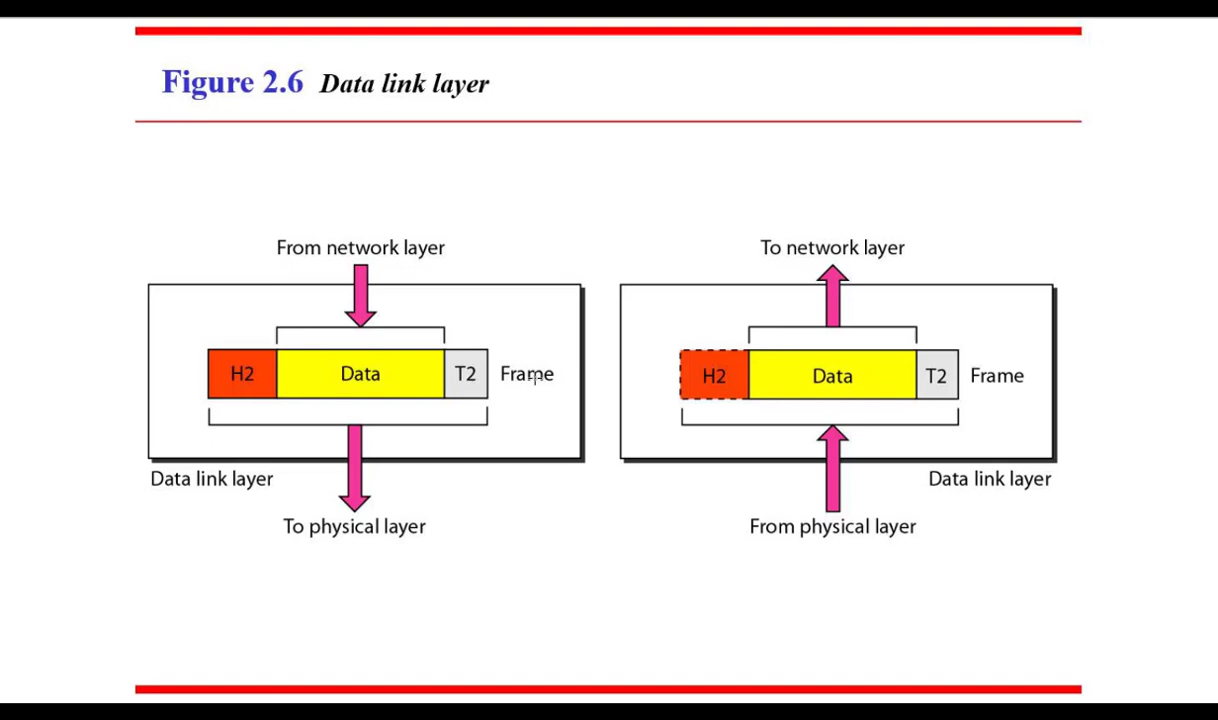 Figure 2.6 Data link layer
From network layer
H2 Data T2 Frame
Data link layer
To physical layer
To network layer
H2 Data T2 Frame
Data link layer
From physical layer